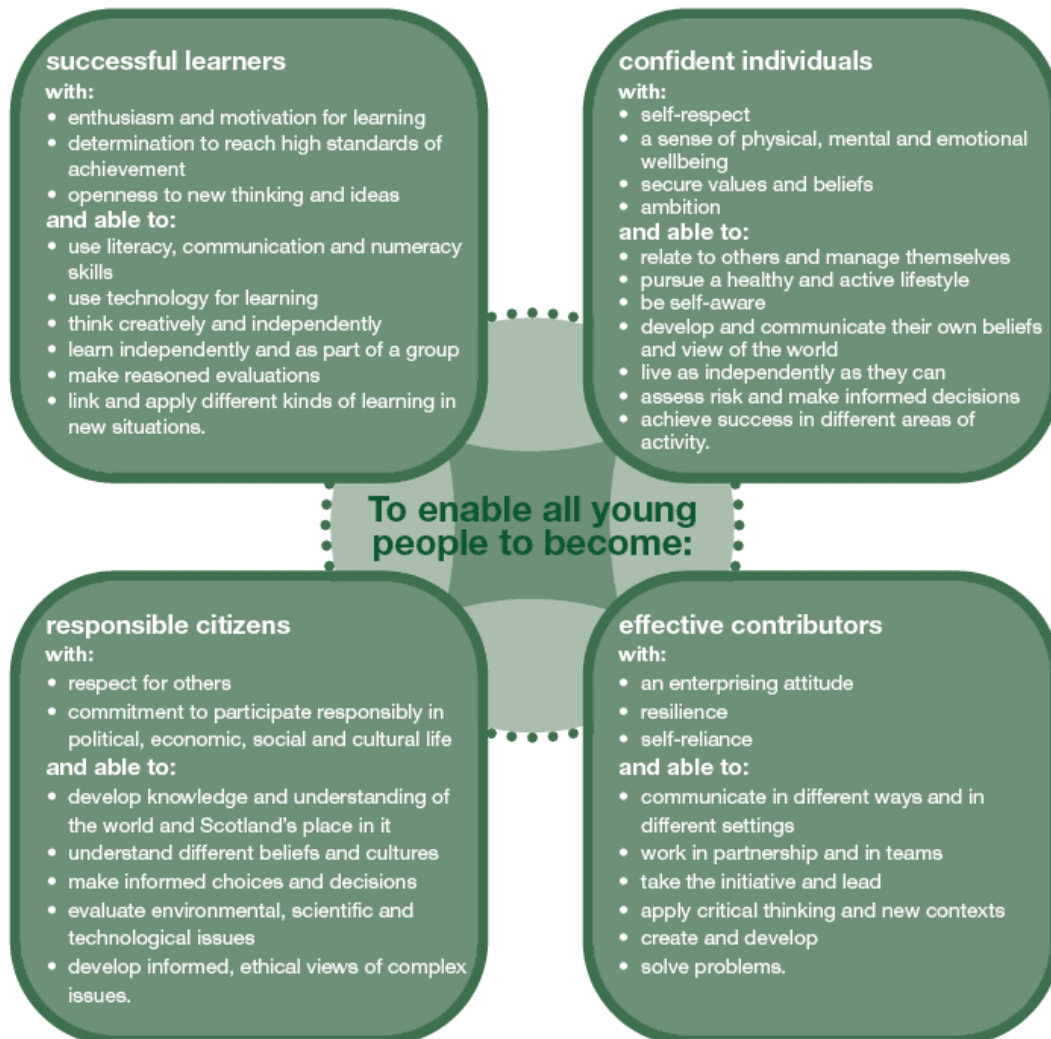 successful learners
with:
• enthusiasm and motivation for learning
• determination to reach high standards of
achievement
• openness to new thinking and ideas
and able to:
• use literacy, communication and numeracy
skills
• use technology for learning
• think creatively and independently
• learn independently and as part of a group
• make reasoned evaluations
• link and apply different kinds of learning in
new situations.
confident individuals
with:
• self-respect
• a sense of physical, mental and emotional
wellbeing
• secure values and beliefs
• ambition
and able to:
• relate to others and manage themselves
• pursue a healthy and active lifestyle
• be self-aware
• develop and communicate their own beliefs
and view of the world
• live as independently as they can
• assess risk and make informed decisions
• achieve success in different areas of
activity.
To enable all young
people to become:
responsible citizens
with:
• respect for others
• commitment to participate responsibly in
political, economic, social and cultural life
and able to:
• develop knowledge and understanding of
the world and Scotland's place in it
• understand different beliefs and cultures
• make informed choices and decisions
• evaluate environmental, scientific and
technological issues
• develop informed, ethical views of complex
issues.
effective contributors
with:
• an enterprising attitude
• resilience
• self-reliance
and able to:
• communicate in different ways and in
different settings
• work in partnership and in teams
• take the initiative and lead
• apply critical thinking and new contexts
• create and develop
• solve problems.